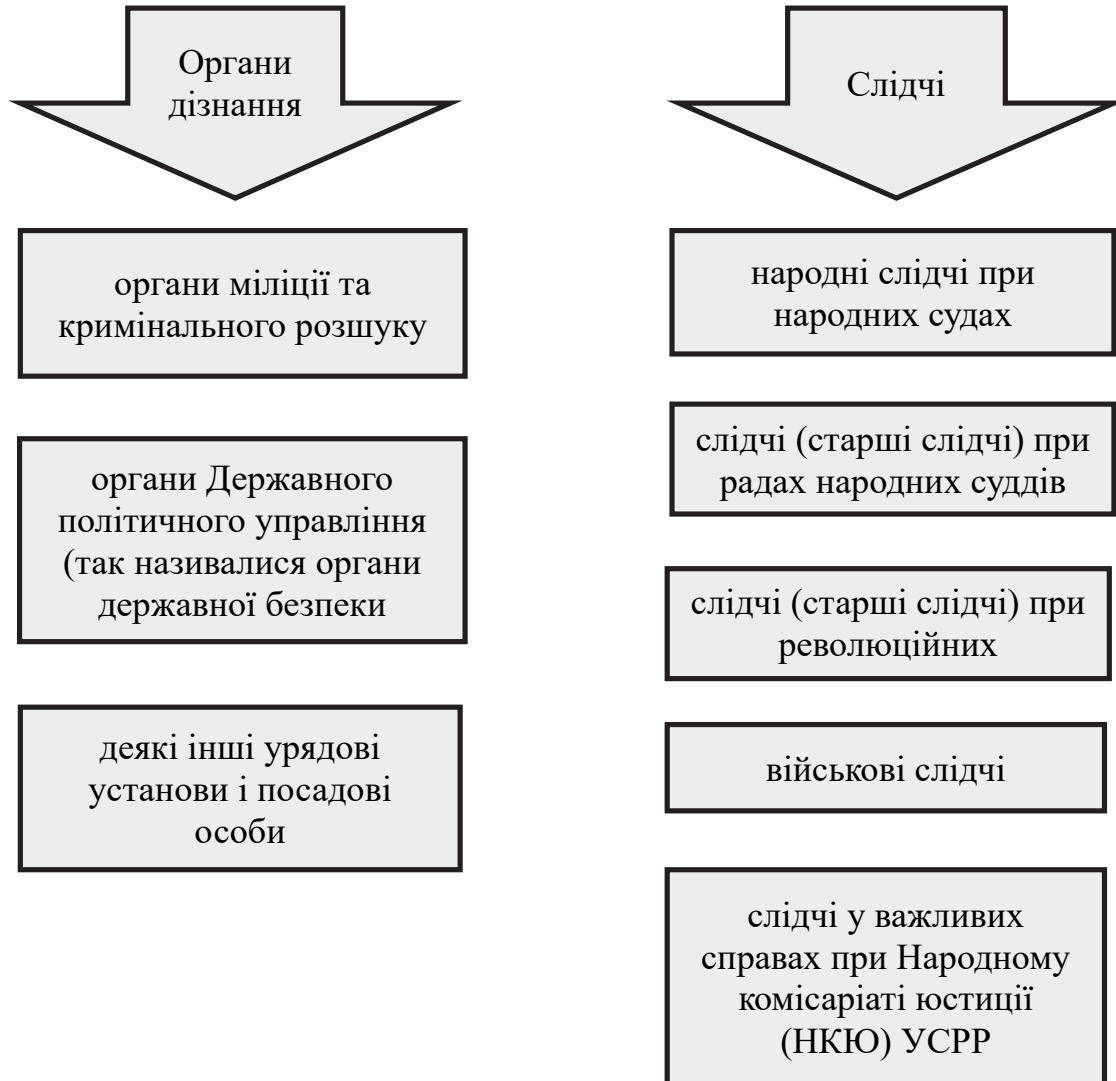 Органи
дізнання
органи міліції та
кримінального розшуку
органи Державного
політичного управління
(так називалися органи
державної безпеки
деякі інші урядові
установи і посадові
особи
Слідчі
народні слідчі при
народних судах
слідчі (старші слідчі) при
радах народних суддів
слідчі (старші слідчі) при
революційних
військові слідчі
слідчі у важливих
справах при Народному
комісаріаті юстиції
(НКЮ) УСРР